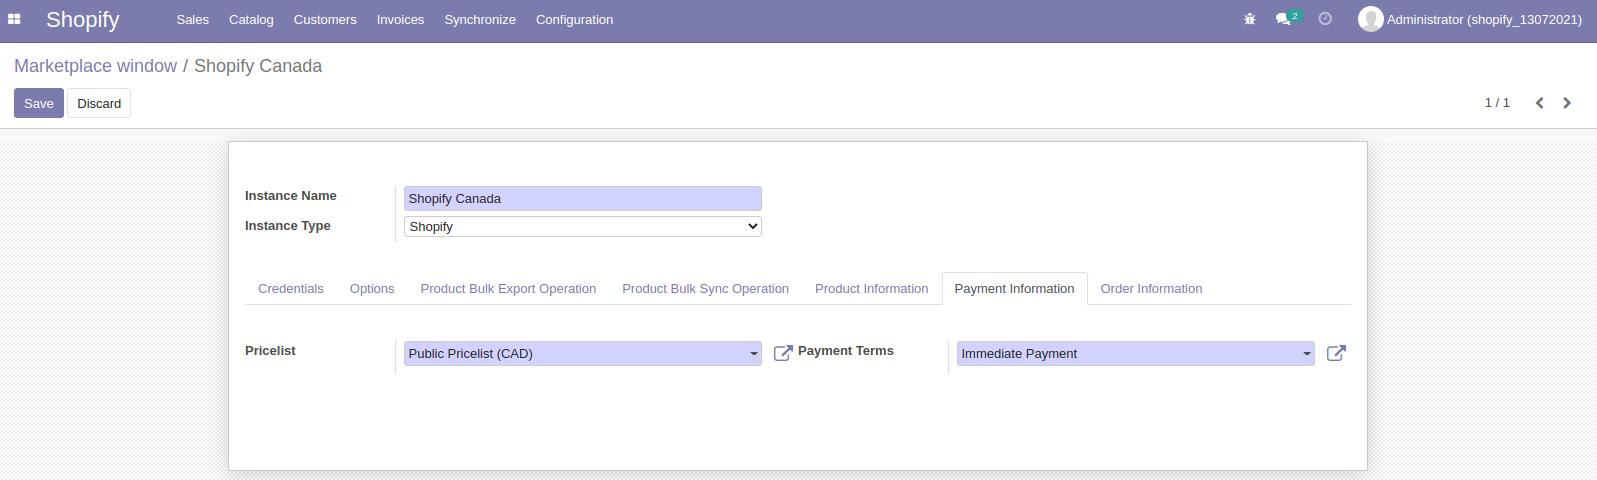 Shopify Sales Catalog Customers Invoices Synchronize Configuration 2 Administrator (shopify_13072021)
Marketplace window / Shopify Canada
Save Discard 1 / 1
Instance Name Shopify Canada
Instance Type Shopify
Credentials Options Product Bulk Export Operation Product Bulk Sync Operation Product Information Payment Information Order Information
Pricelist Public Pricelist (CAD) Payment Terms Immediate Payment